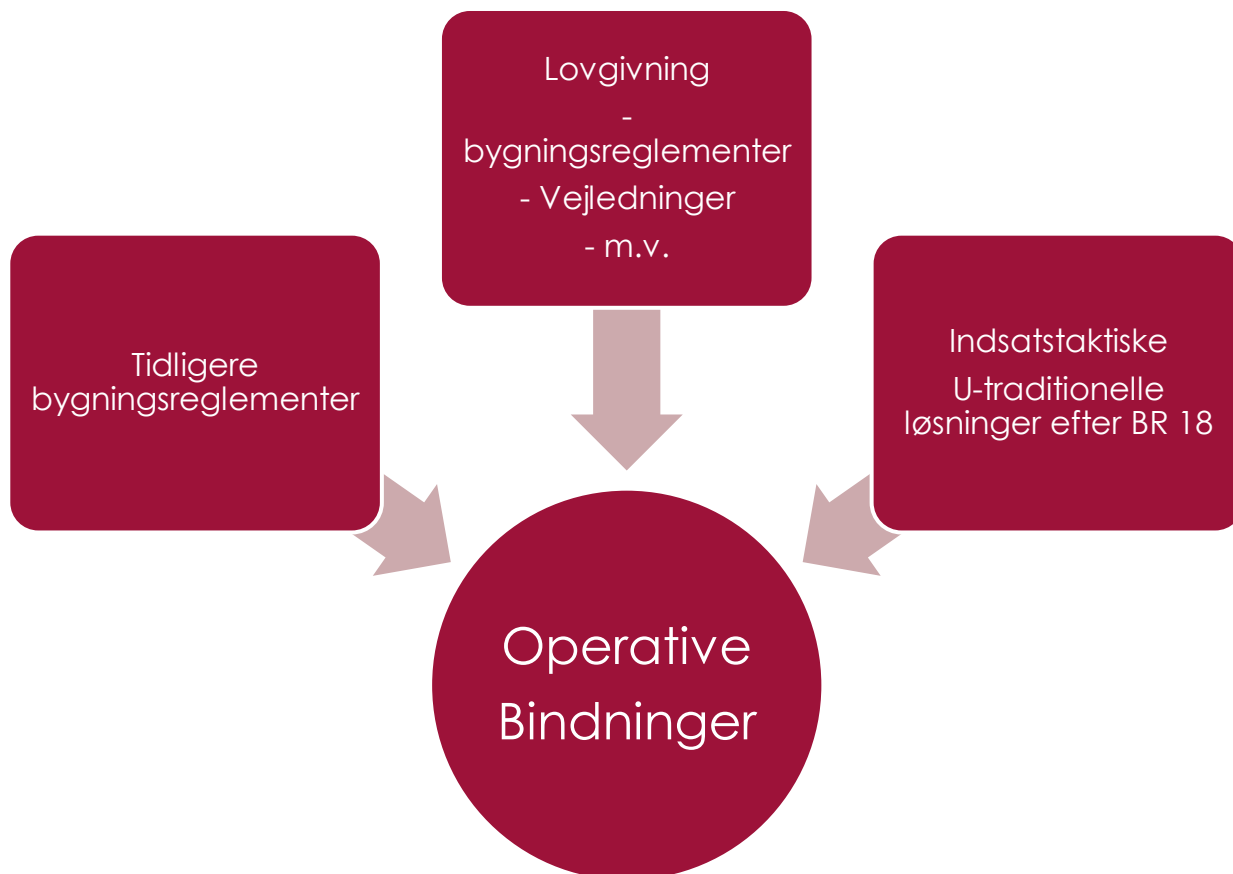 Lovgivning
-
bygningsreglementer
- Vejledninger
- m.v.
Tidligere
bygningsreglementer
Indsatstaktiske
U-traditionelle
løsninger efter BR 18
Operative
Bindninger